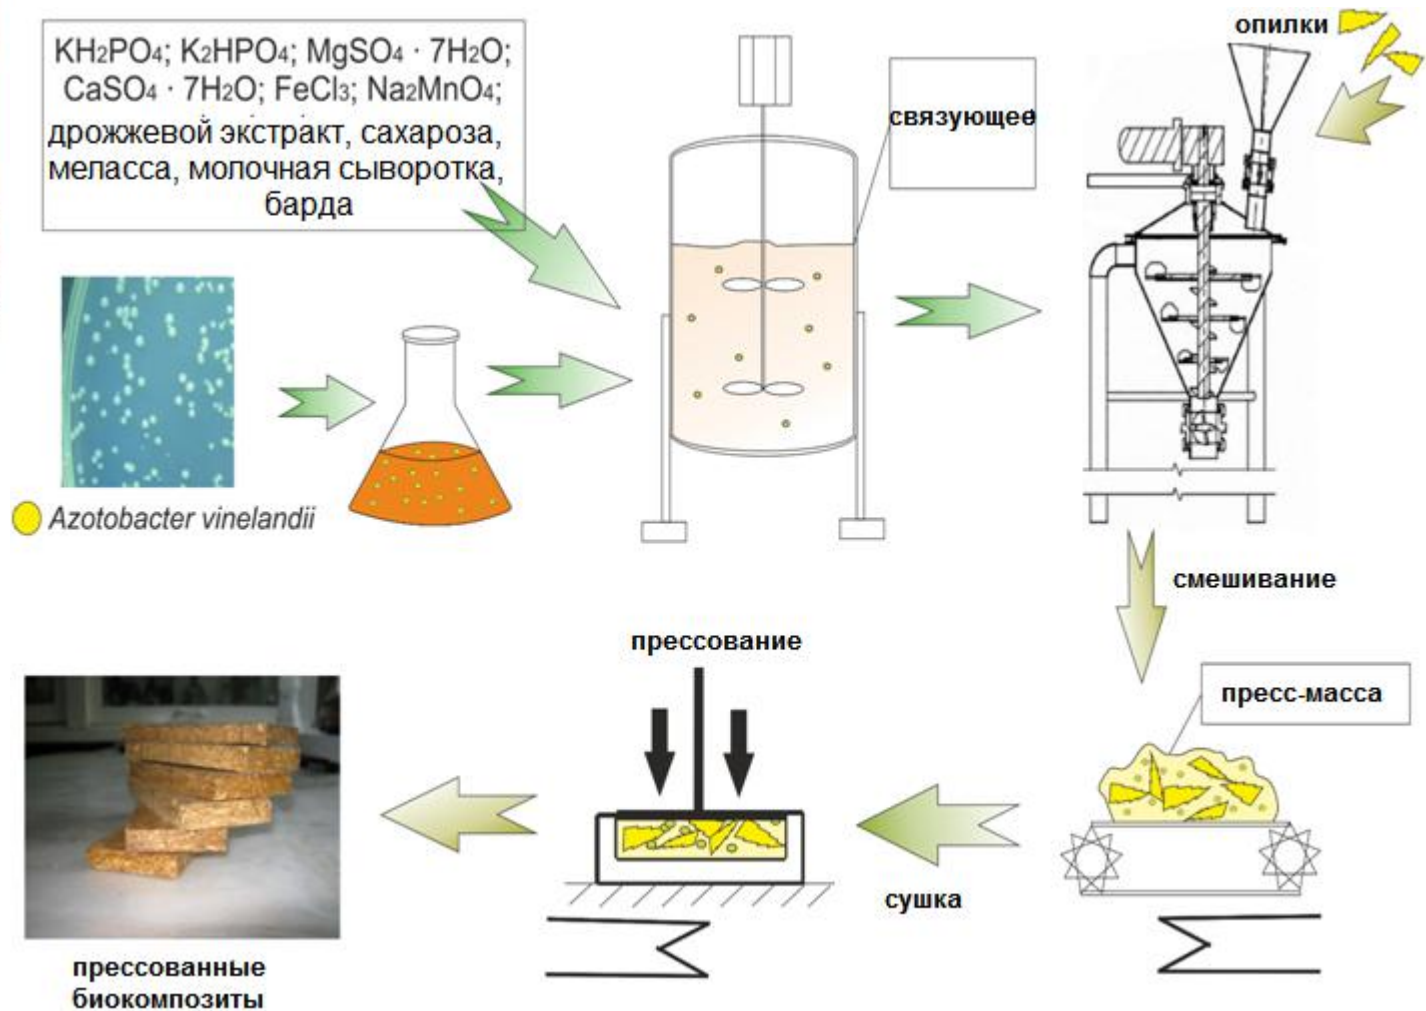 KH₂PO₄; K₂HPO₄; MgSO₄ · 7H₂O;
CaSO₄ · 7H₂O; FeCl₃; Na₂MnO₄;
дрожжевой экстракт, сахароза,
меласса, молочная сыворотка,
барда
связующее
опилки
Azotobacter vinelandii
смешивание
прессование
пресс-масса
сушка
прессованные
биокомпозиты